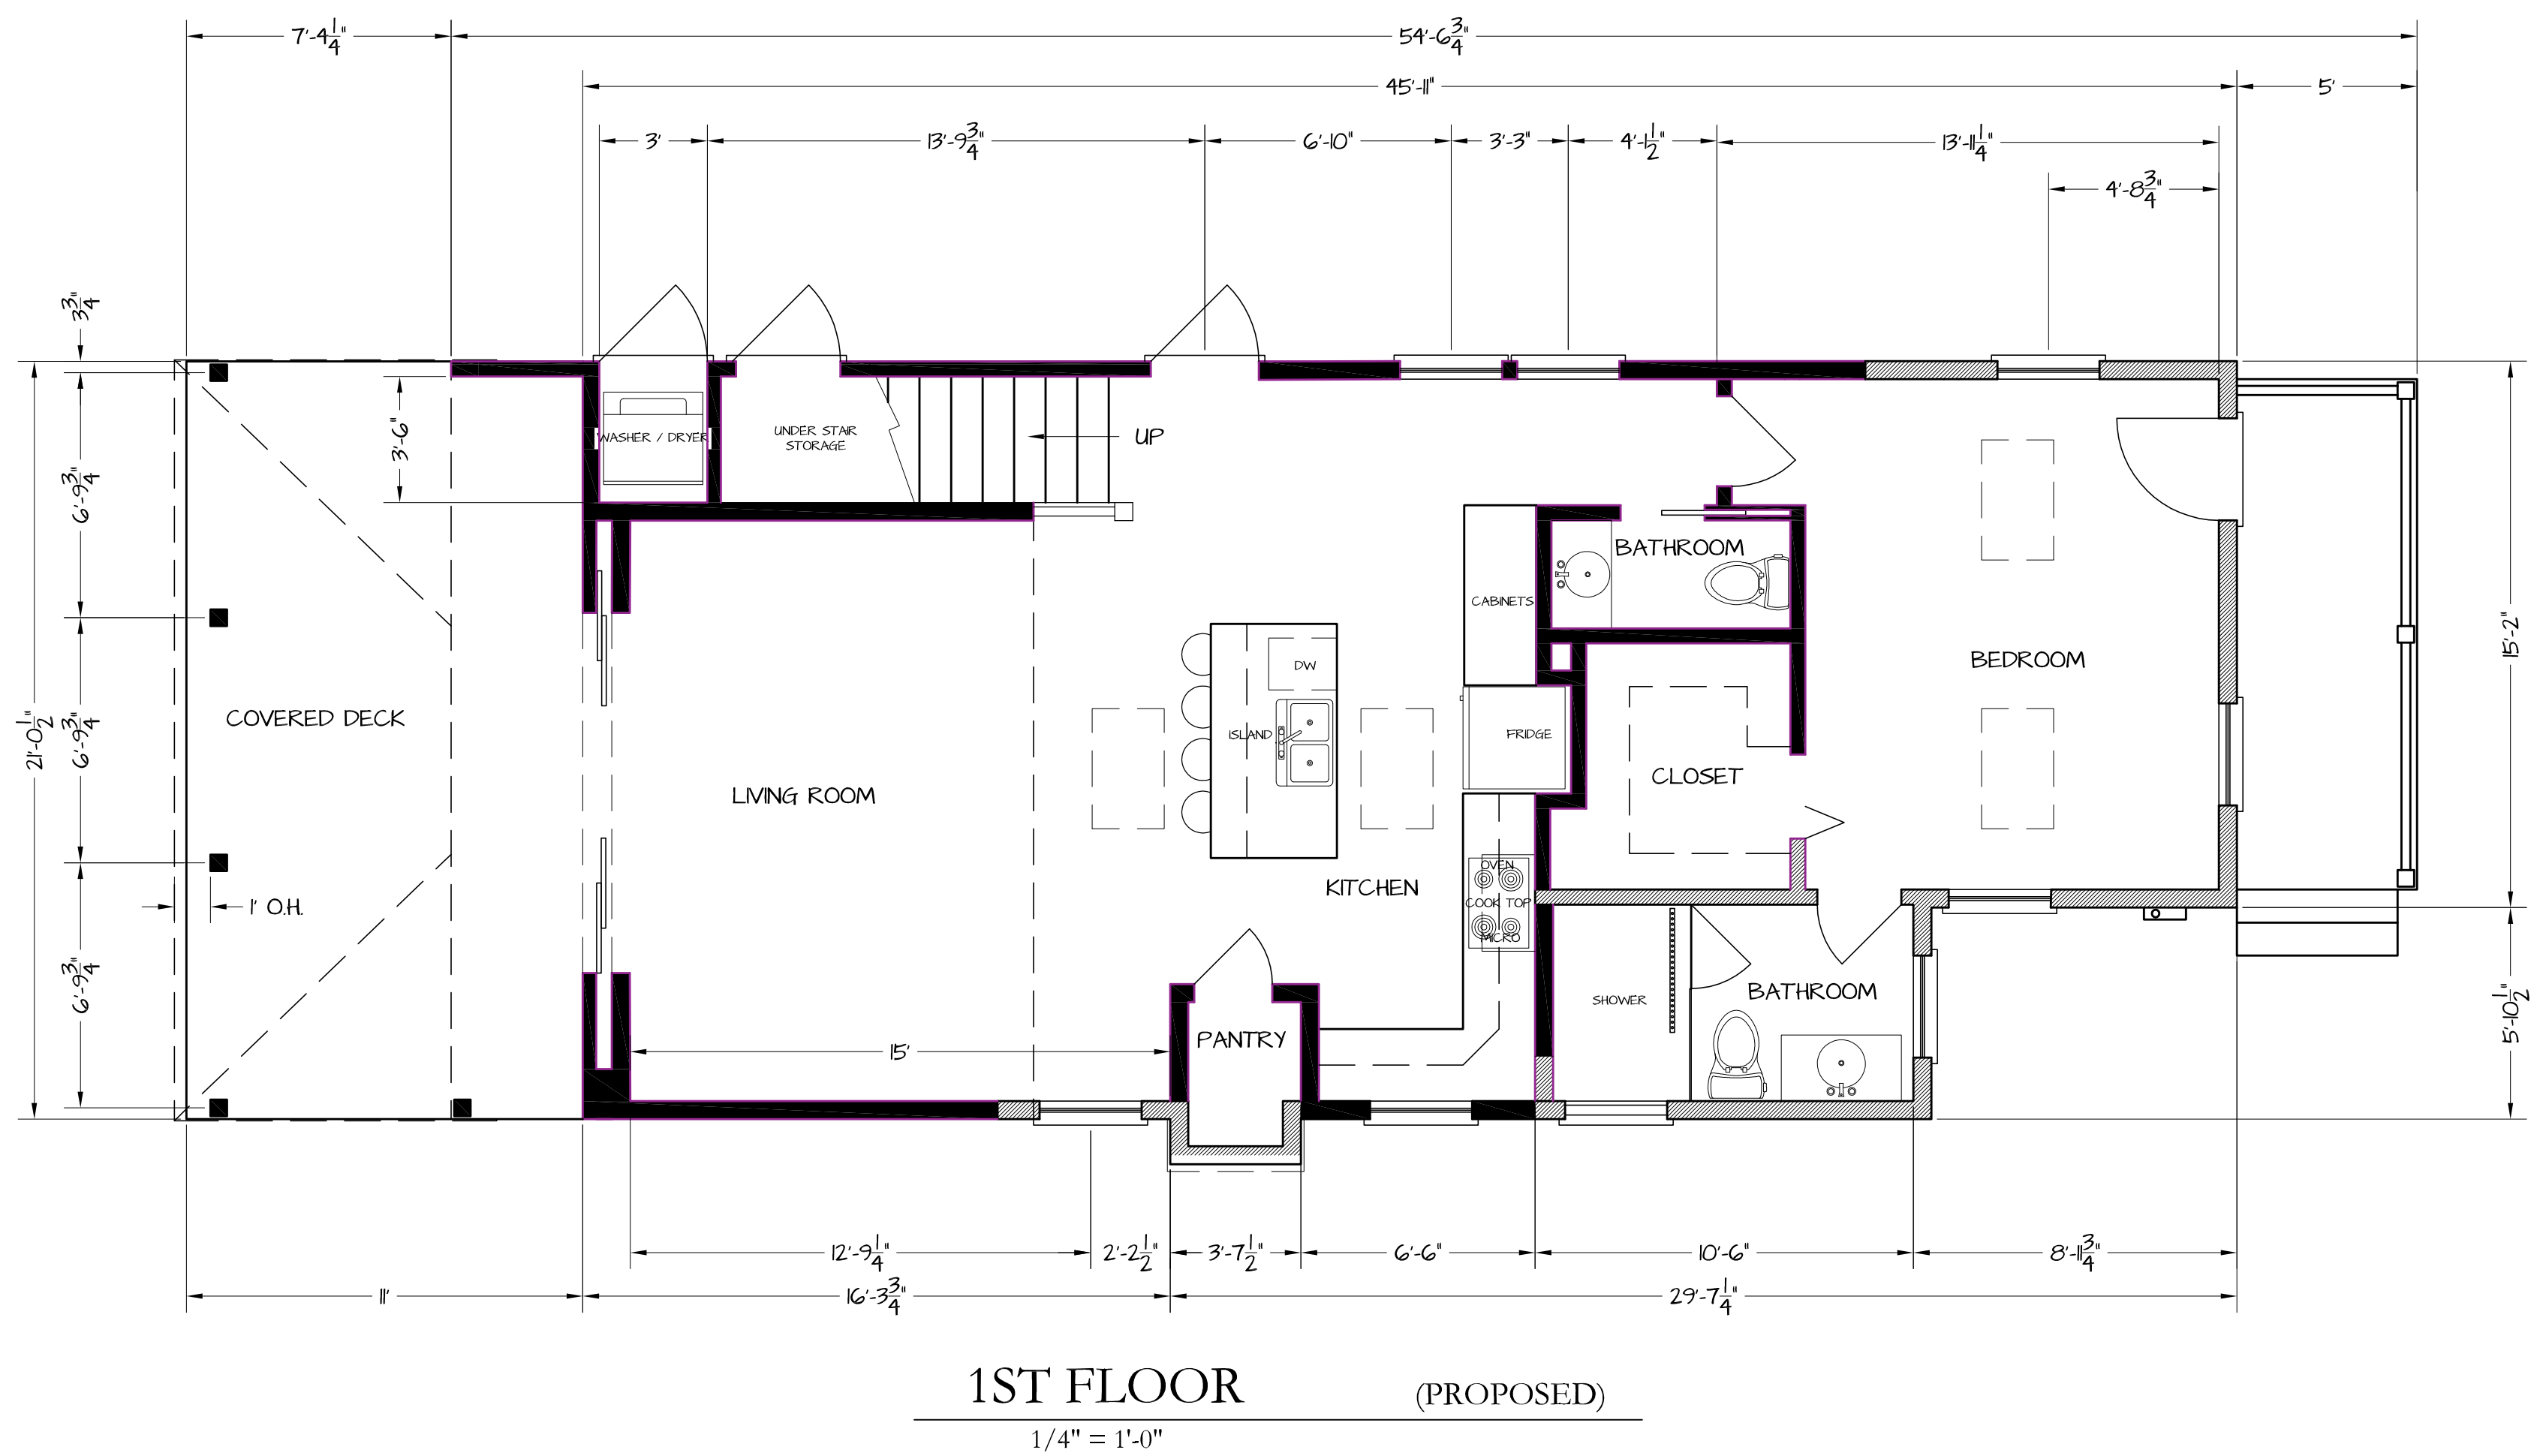 7'-4 1/4"
54'-6 3/4"
45'-11"
5'
3'
13'-9 3/4"
6'-10"
3'-3"
4'-1 1/2"
13'-11 1/4"
4'-8 3/4"
3 3/4"
3'-6"
WASHER / DRYER
UNDER STAIR
STORAGE
UP
6'-9 3/4"
BATHROOM
CABINETS
15'-2"
BEDROOM
DW
COVERED DECK
21'-0 1/2"
6'-9 3/4"
ISLAND
FRIDGE
CLOSET
LIVING ROOM
OVEN
KITCHEN
COOK TOP
1' O.H.
MICRO
6'-9 3/4"
BATHROOM
SHOWER
5'-10 1/2"
PANTRY
15'
12'-9 1/4"
2'-2 1/2"
3'-7 1/2"
6'-6"
10'-6"
8'-11 3/4"
11'
16'-3 3/4"
29'-7 1/4"
1ST FLOOR (PROPOSED)
1/4" = 1'-0"